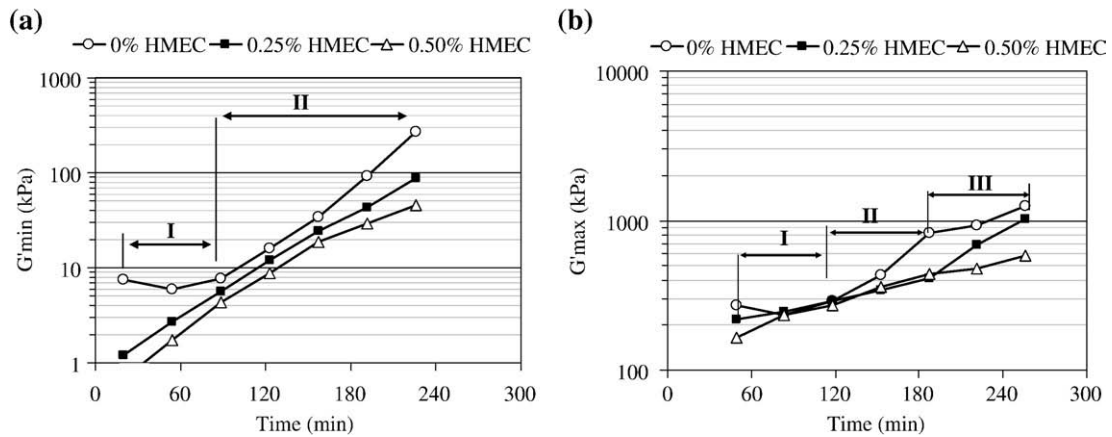 (a)
0% HMEC 0.25% HMEC 0.50% HMEC
1000
100
10
1
G'min (kPa)
I
II
0 60 120 180 240 300
Time (min)
(b)
0% HMEC 0.25% HMEC 0.50% HMEC
10000
1000
100
G'max (kPa)
I
II
III
0 60 120 180 240 300
Time (min)